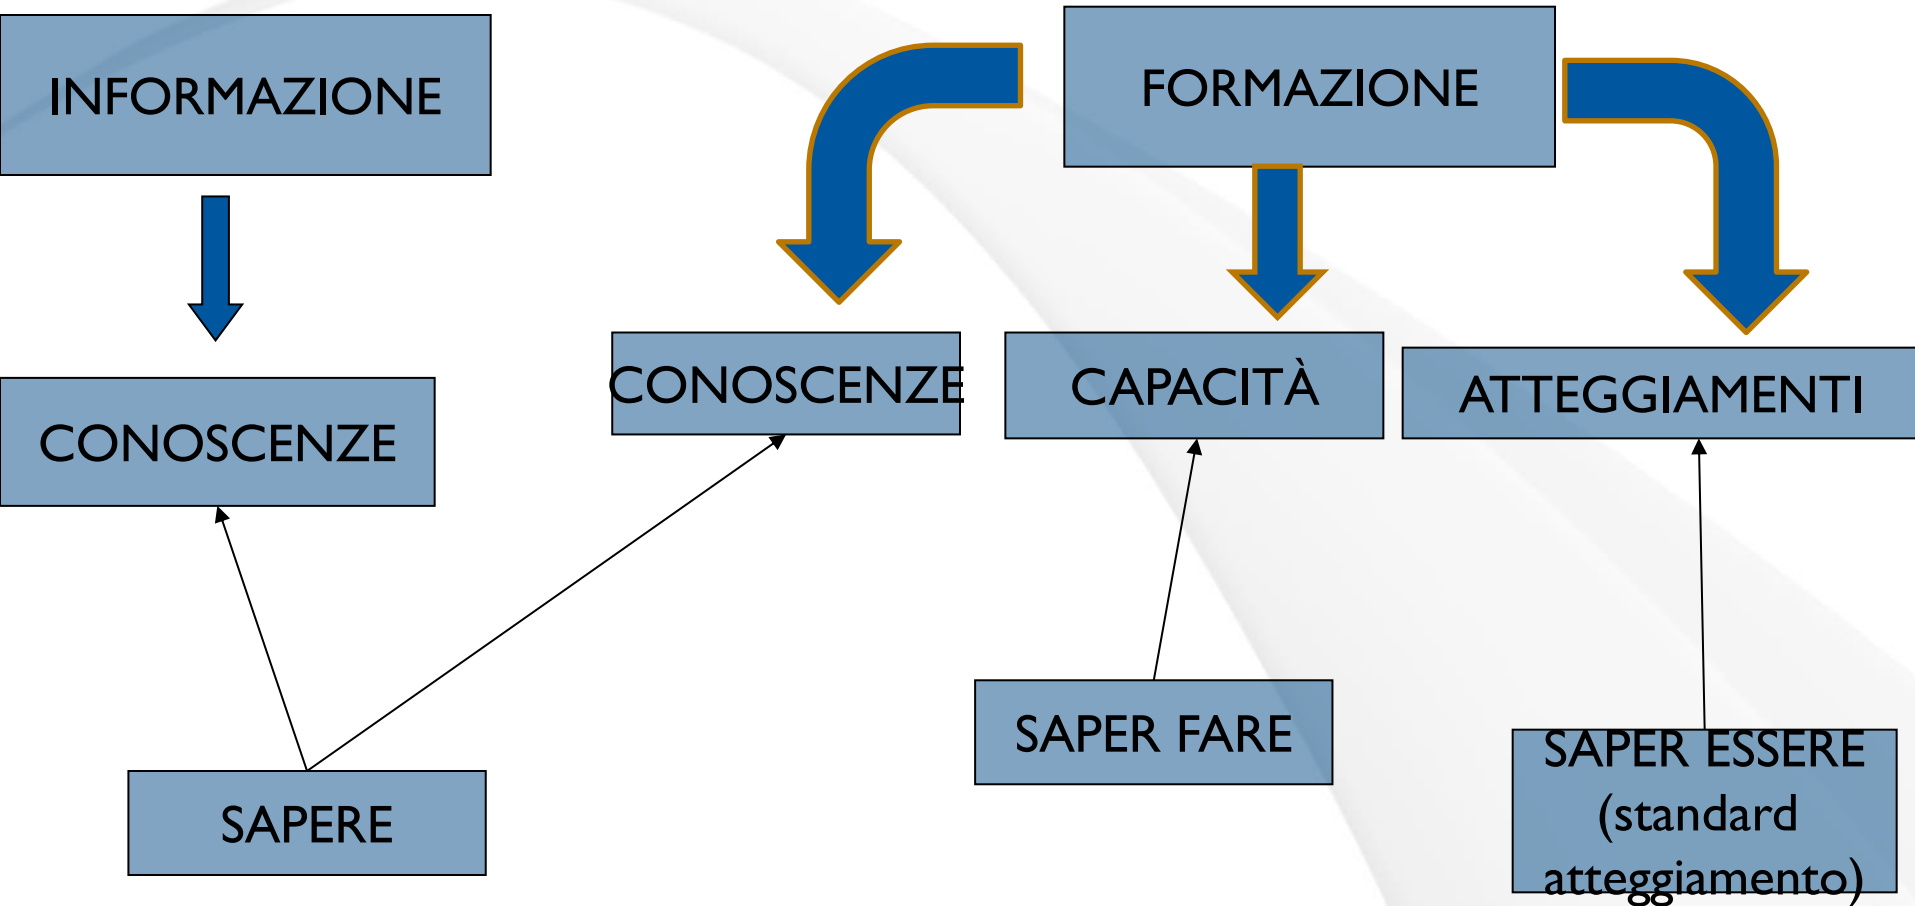 INFORMAZIONE
FORMAZIONE
CONOSCENZE
CONOSCENZE
CAPACITÀ
ATTEGGIAMENTI
SAPERE
SAPER FARE
SAPER ESSERE
(standard
atteggiamento)